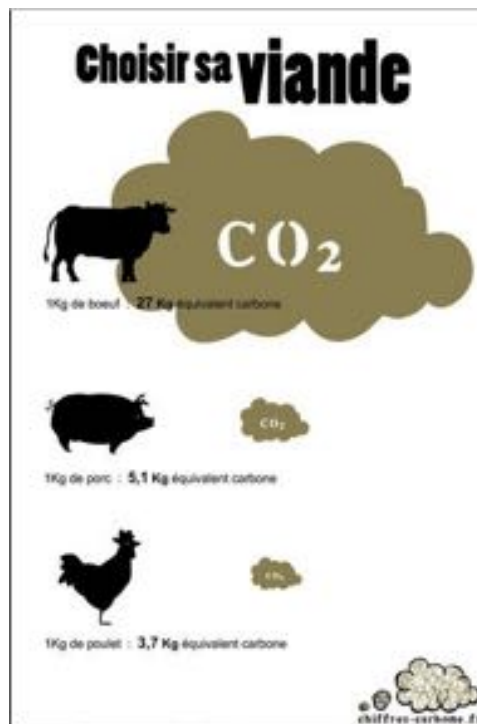 Choisir sa viande
CO₂
1Kg de boeuf : 27 Kg équivalent carbone
CO₂
1Kg de porc : 5,1 Kg équivalent carbone
CO₂
1Kg de poulet : 3,7 Kg équivalent carbone
chiffres-carbone.fr